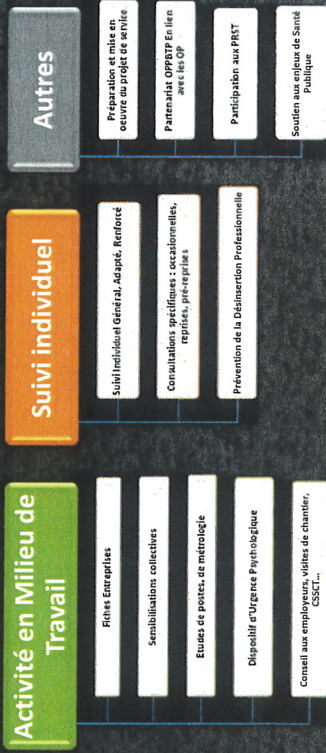 Activité en Milieu de
Travail
Fiches Entreprises
Sensibilisations collectives
Etudes de postes, de métrologie
Dispositif d'Urgence Psychologique
Conseil aux employeurs, visites de chantier,
CSSCT...
Suivi individuel
Suivi Individuel Général, Adapté, Renforcé
Consultations spécifiques : occasionnelles,
reprises, pré-reprises
Prévention de la Désinsertion Professionnelle
Autres
Préparation et mise en
oeuvre du projet de service
Partenariat OPPBTP En lien
avec les OP
Participation aux PRST
Soutien aux enjeux de Santé
Publique